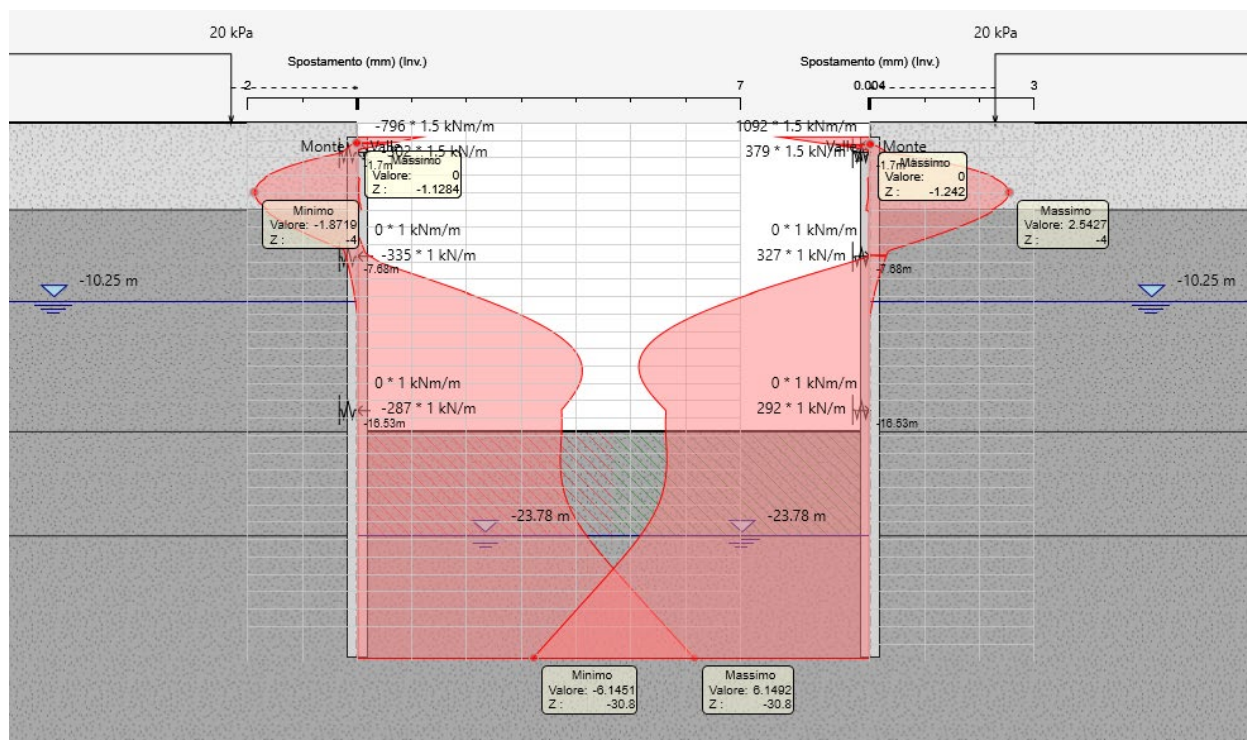 20 kPa
20 kPa
Spostamento (mm) (Inv.)
Spostamento (mm) (Inv.)
2
7
0.004
3
-796 * 1.5 kNm/m
1092 * 1.5 kNm/m
Monte
Valle
Valle
Monte
* 1.5 kN/m
379 * 1.5 kN/m
-1.7m
-1.7m
Massimo
Valore: 0
Z : -1.1284
Massimo
Valore: 0
Z : -1.242
Minimo
Valore: -1.8719
Z : -4
Massimo
Valore: 2.5427
Z : -4
0 * 1 kNm/m
0 * 1 kNm/m
-335 * 1 kN/m
327 * 1 kN/m
-7.68m
-7.68m
-10.25 m
-10.25 m
0 * 1 kNm/m
0 * 1 kNm/m
-287 * 1 kN/m
292 * 1 kN/m
-16.53m
-16.53m
-23.78 m
-23.78 m
Minimo
Valore: -6.1451
Z : -30.8
Massimo
Valore: 6.1492
Z : -30.8